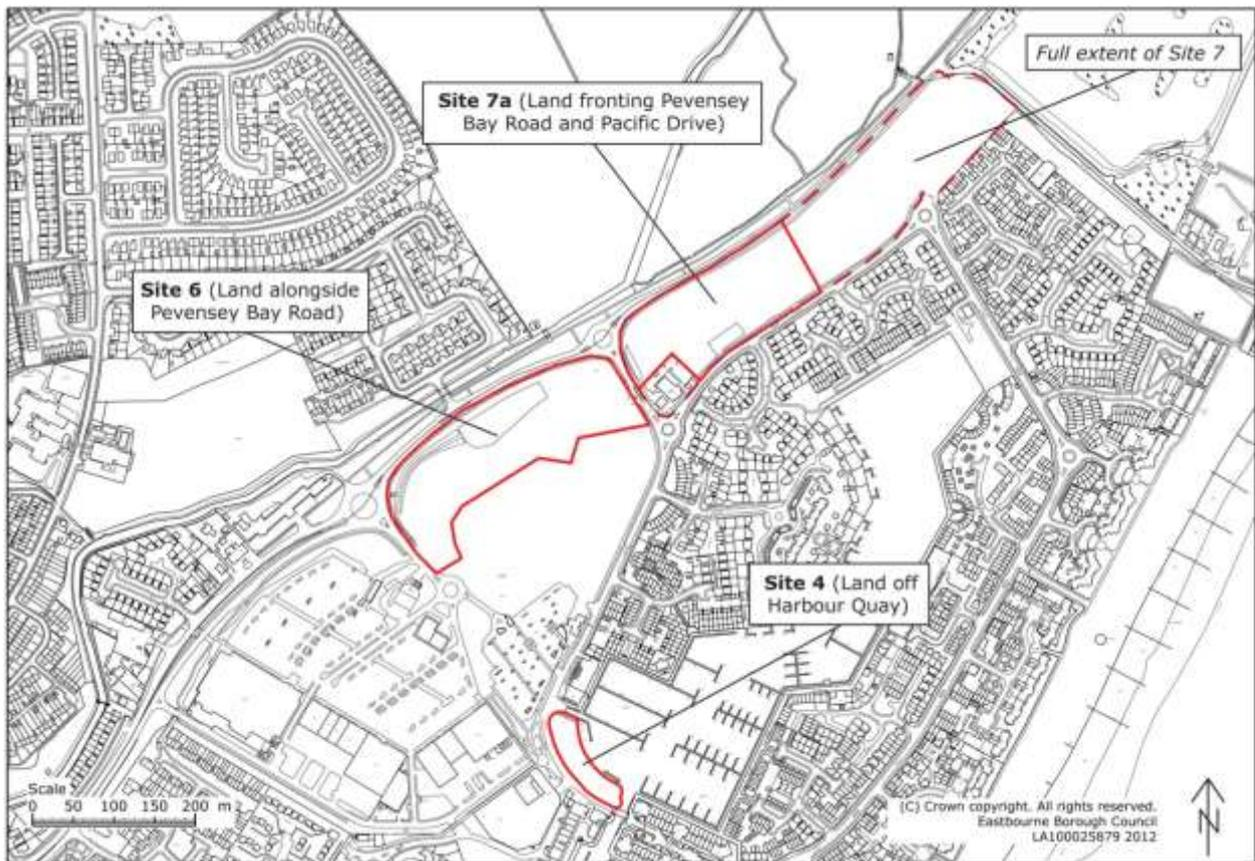 Full extent of Site 7
Site 7a (Land fronting Pevensey
Bay Road and Pacific Drive)
Site 6 (Land alongside
Pevensey Bay Road)
Site 4 (Land off
Harbour Quay)
Scale
0 50 100 150 200 m
(C) Crown copyright. All rights reserved.
Eastbourne Borough Council
LA100025879 2012
N